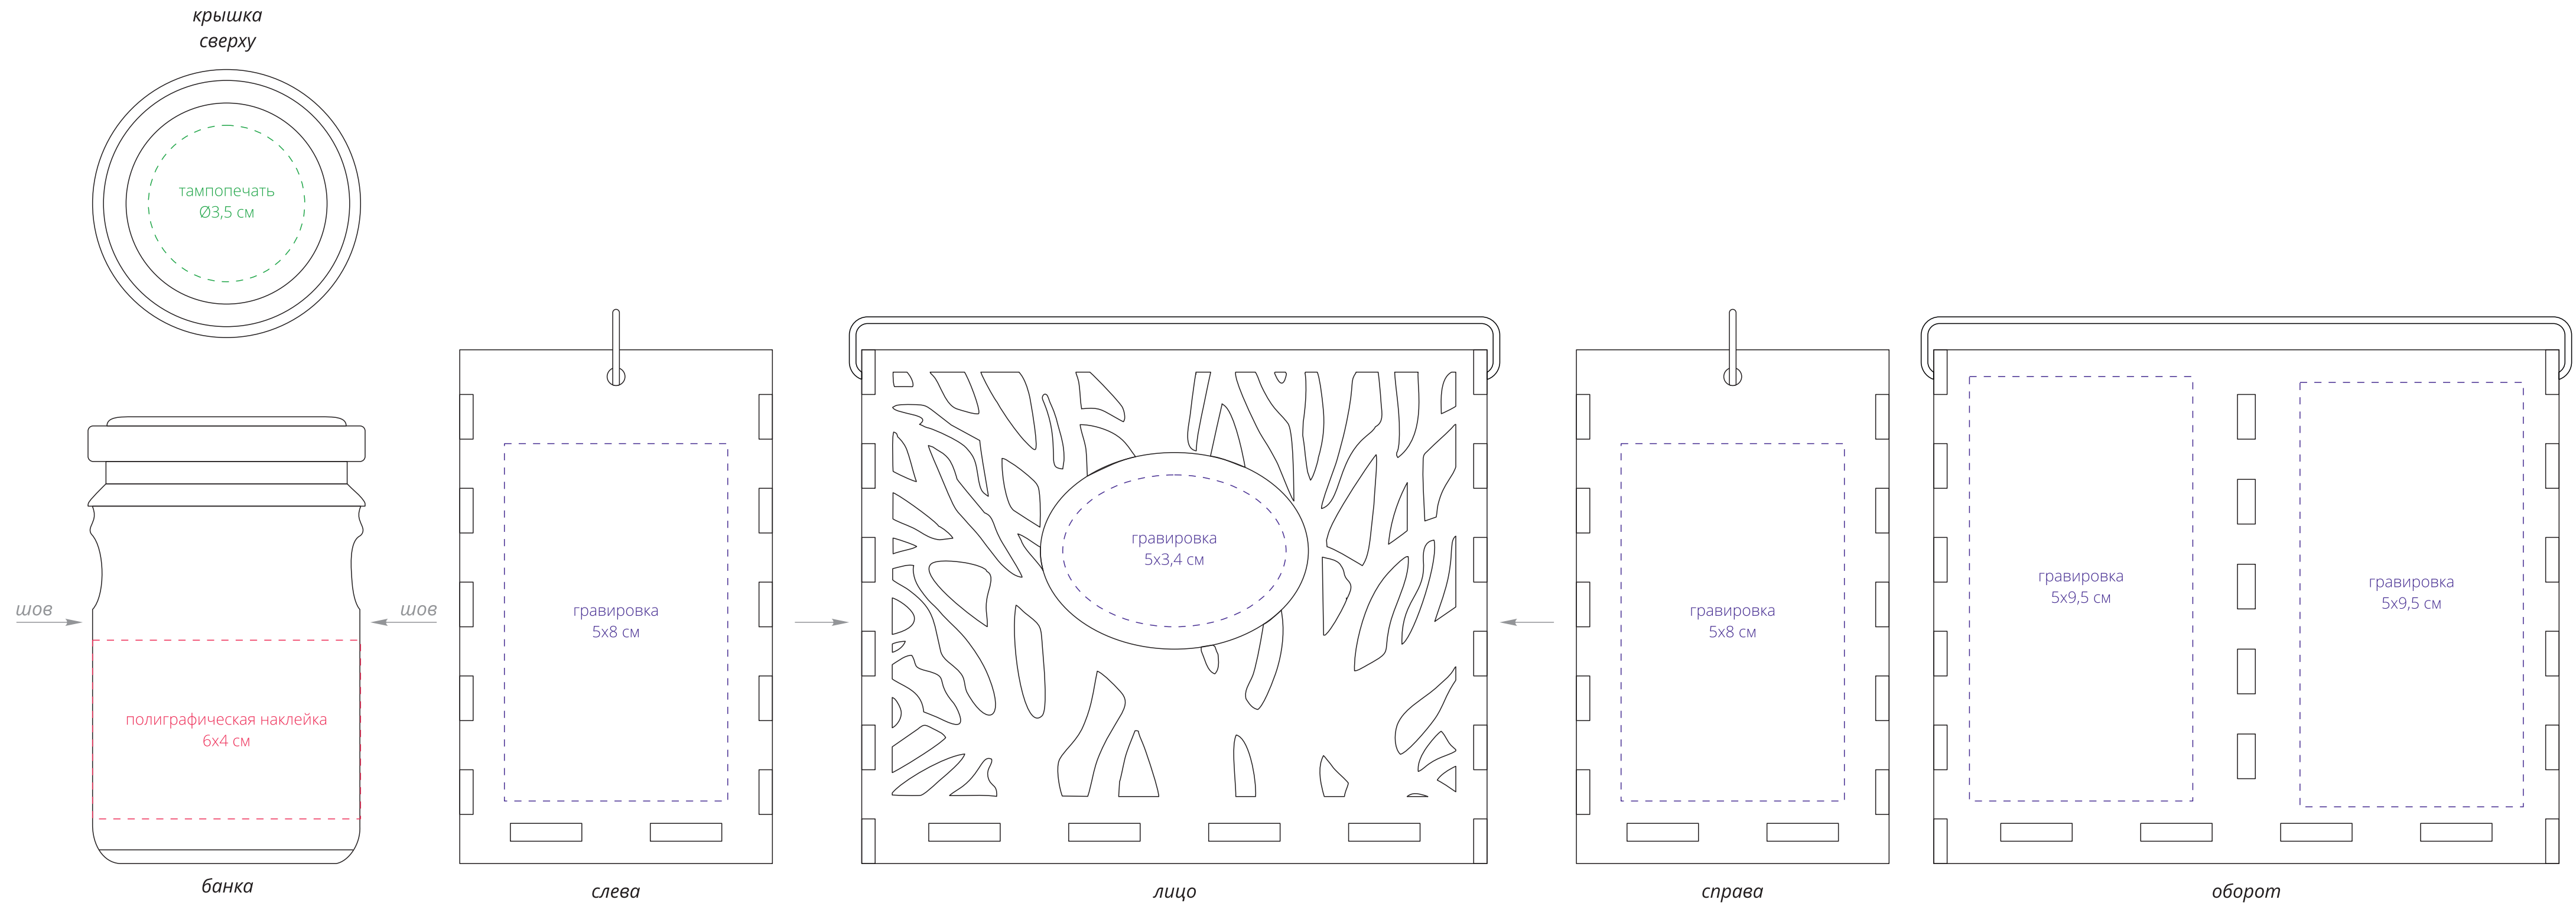 крышка
сверху
тампопечать
Ø3,5 см
шов
шов
полиграфическая наклейка
6х4 см
банка
гравировка
5х8 см
слева
гравировка
5х3,4 см
лицо
гравировка
5х8 см
справа
гравировка
5х9,5 см
гравировка
5х9,5 см
оборот